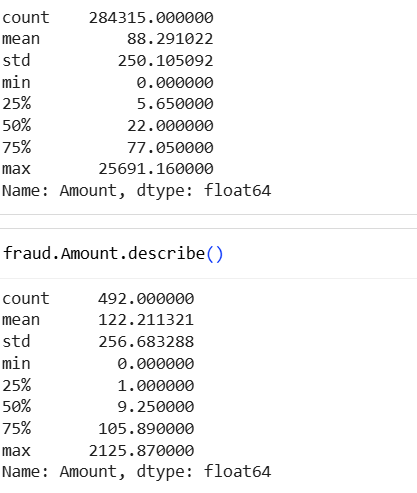 count 284315.000000
mean 88.291022
std 250.105092
min 0.000000
25% 5.650000
50% 22.000000
75% 77.050000
max 25691.160000
Name: Amount, dtype: float64
fraud.Amount.describe()
count 492.000000
mean 122.211321
std 256.683288
min 0.000000
25% 1.000000
50% 9.250000
75% 105.890000
max 2125.870000
Name: Amount, dtype: float64